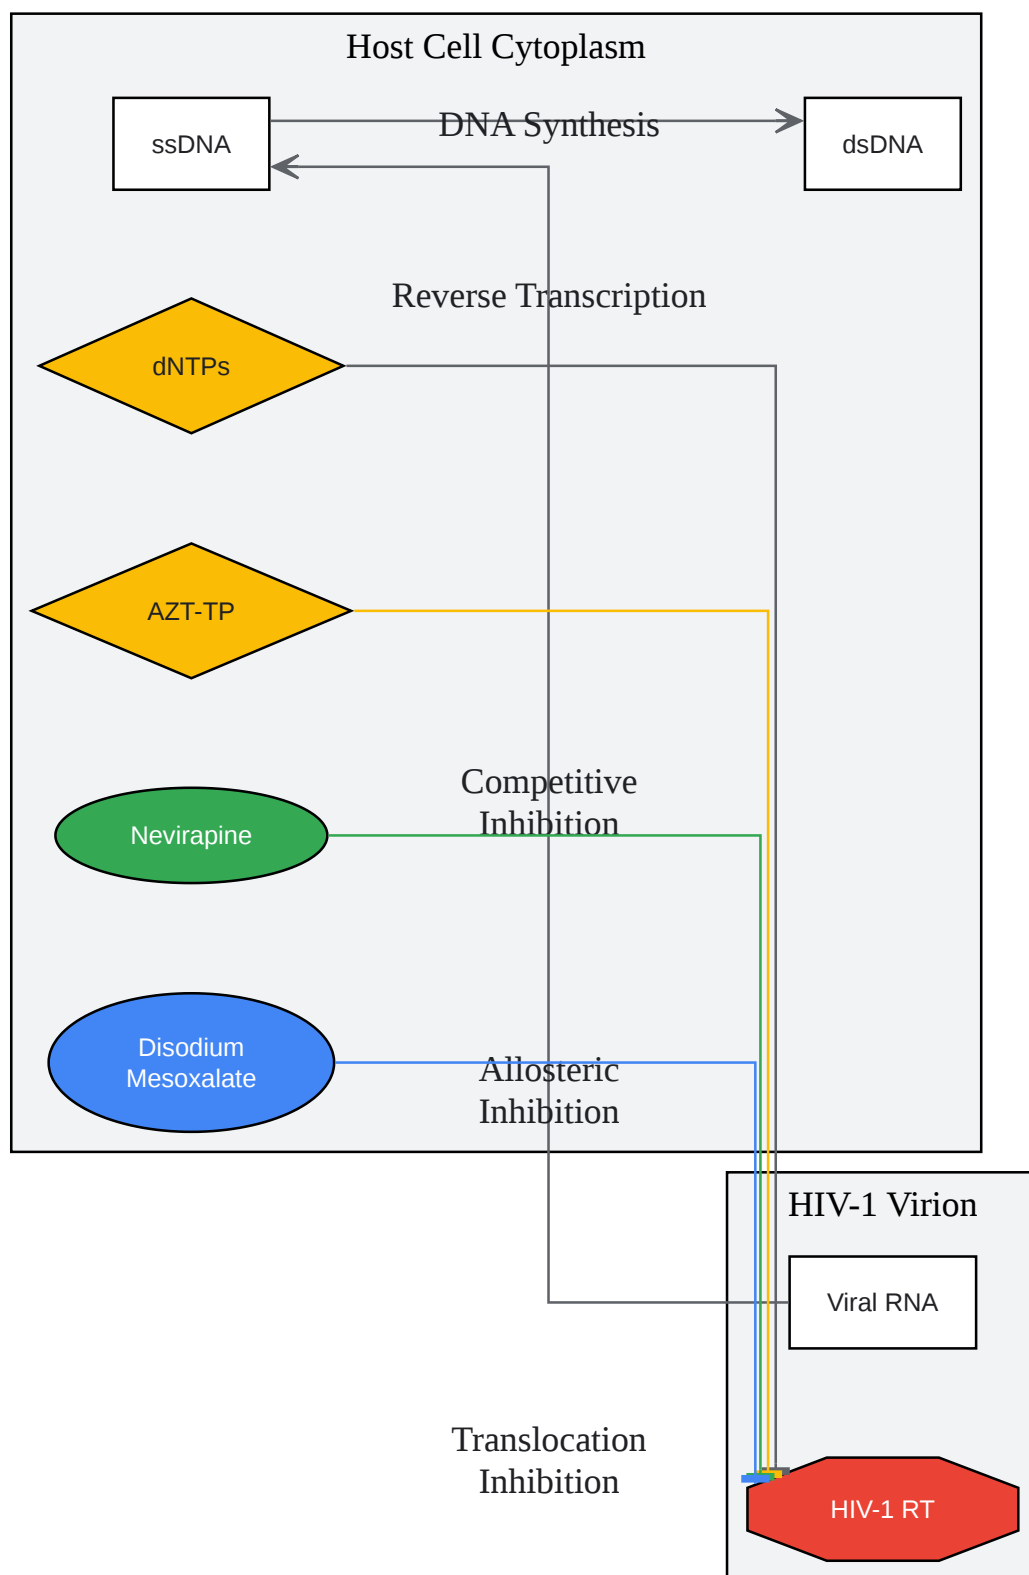 Host Cell Cytoplasm
ssDNA
DNA Synthesis
dsDNA
Reverse Transcription
dNTPs
AZT-TP
Competitive
Inhibition
Nevirapine
Disodium
Mesoxalate
Allosteric
Inhibition
HIV-1 Virion
Viral RNA
Translocation
Inhibition
HIV-1 RT